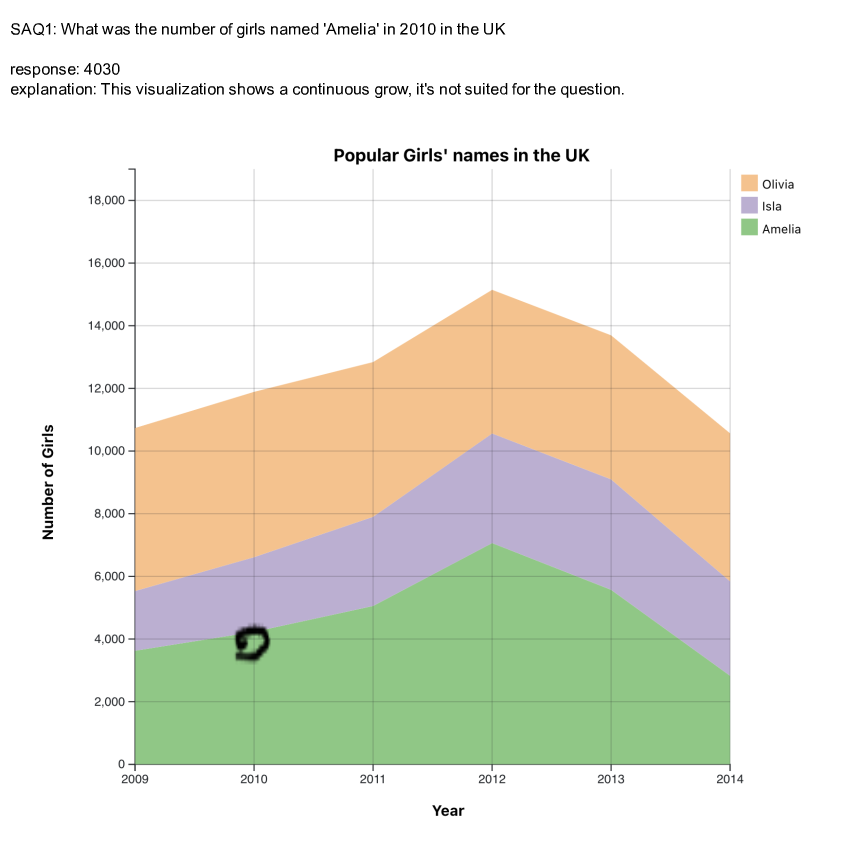 SAQ1: What was the number of girls named 'Amelia' in 2010 in the UK
response: 4030
explanation: This visualization shows a continuous grow, it's not suited for the question.
Popular Girls' names in the UK
Olivia
Isla
Amelia
18,000
16,000
14,000
12,000
10,000
8,000
6,000
4,000
2,000
0
Number of Girls
2009 2010 2011 2012 2013 2014
Year